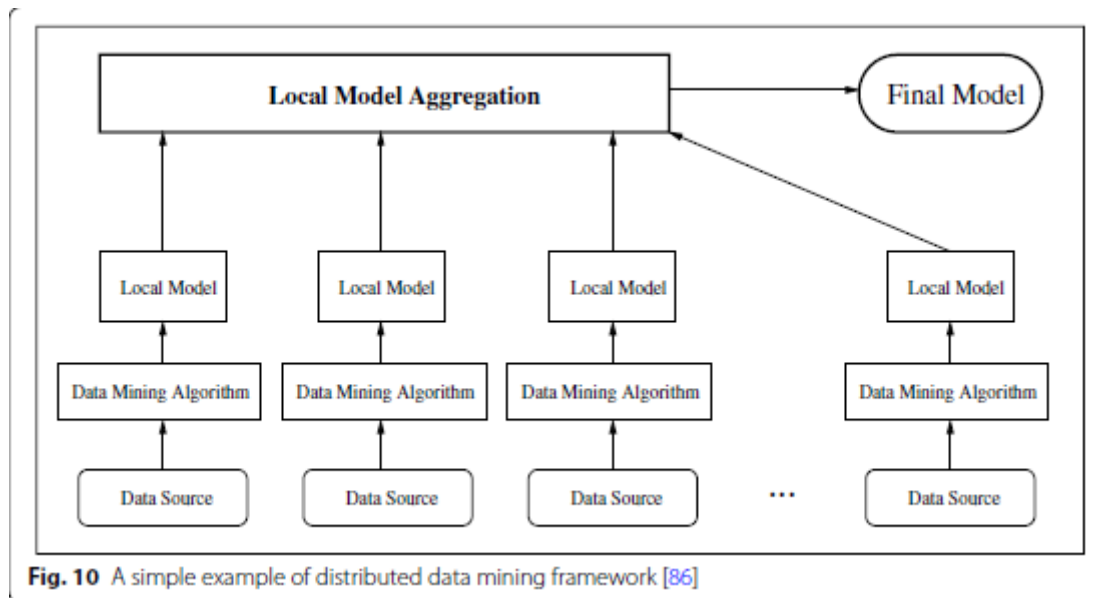 Local Model Aggregation
Final Model
Local Model
Local Model
Local Model
Local Model
Data Mining Algorithm
Data Mining Algorithm
Data Mining Algorithm
Data Mining Algorithm
Data Source
Data Source
Data Source
...
Data Source
Fig. 10 A simple example of distributed data mining framework [86]